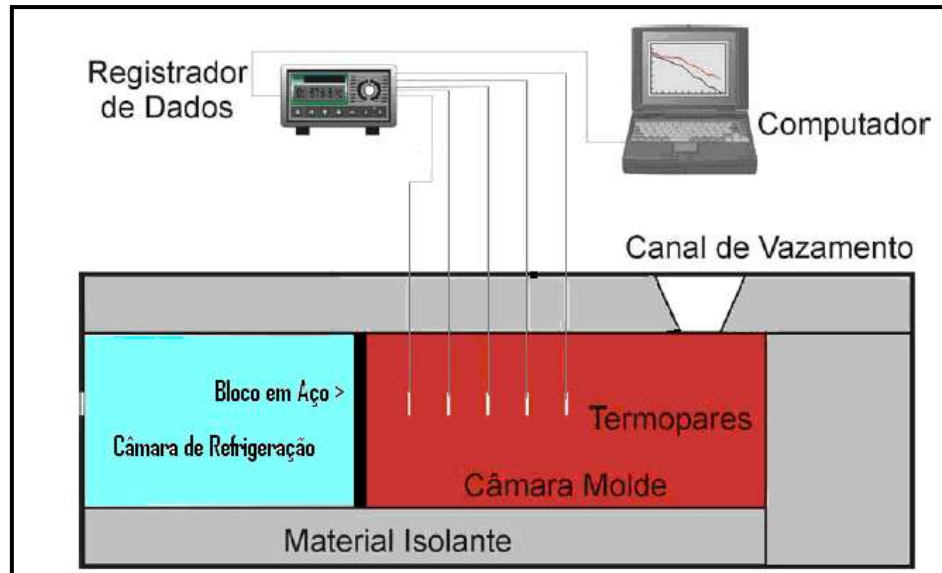 Registrador
de Dados
Computador
Canal de Vazamento
Bloco em Aço >
Termopares
Câmara de Refrigeração
Câmara Molde
Material Isolante